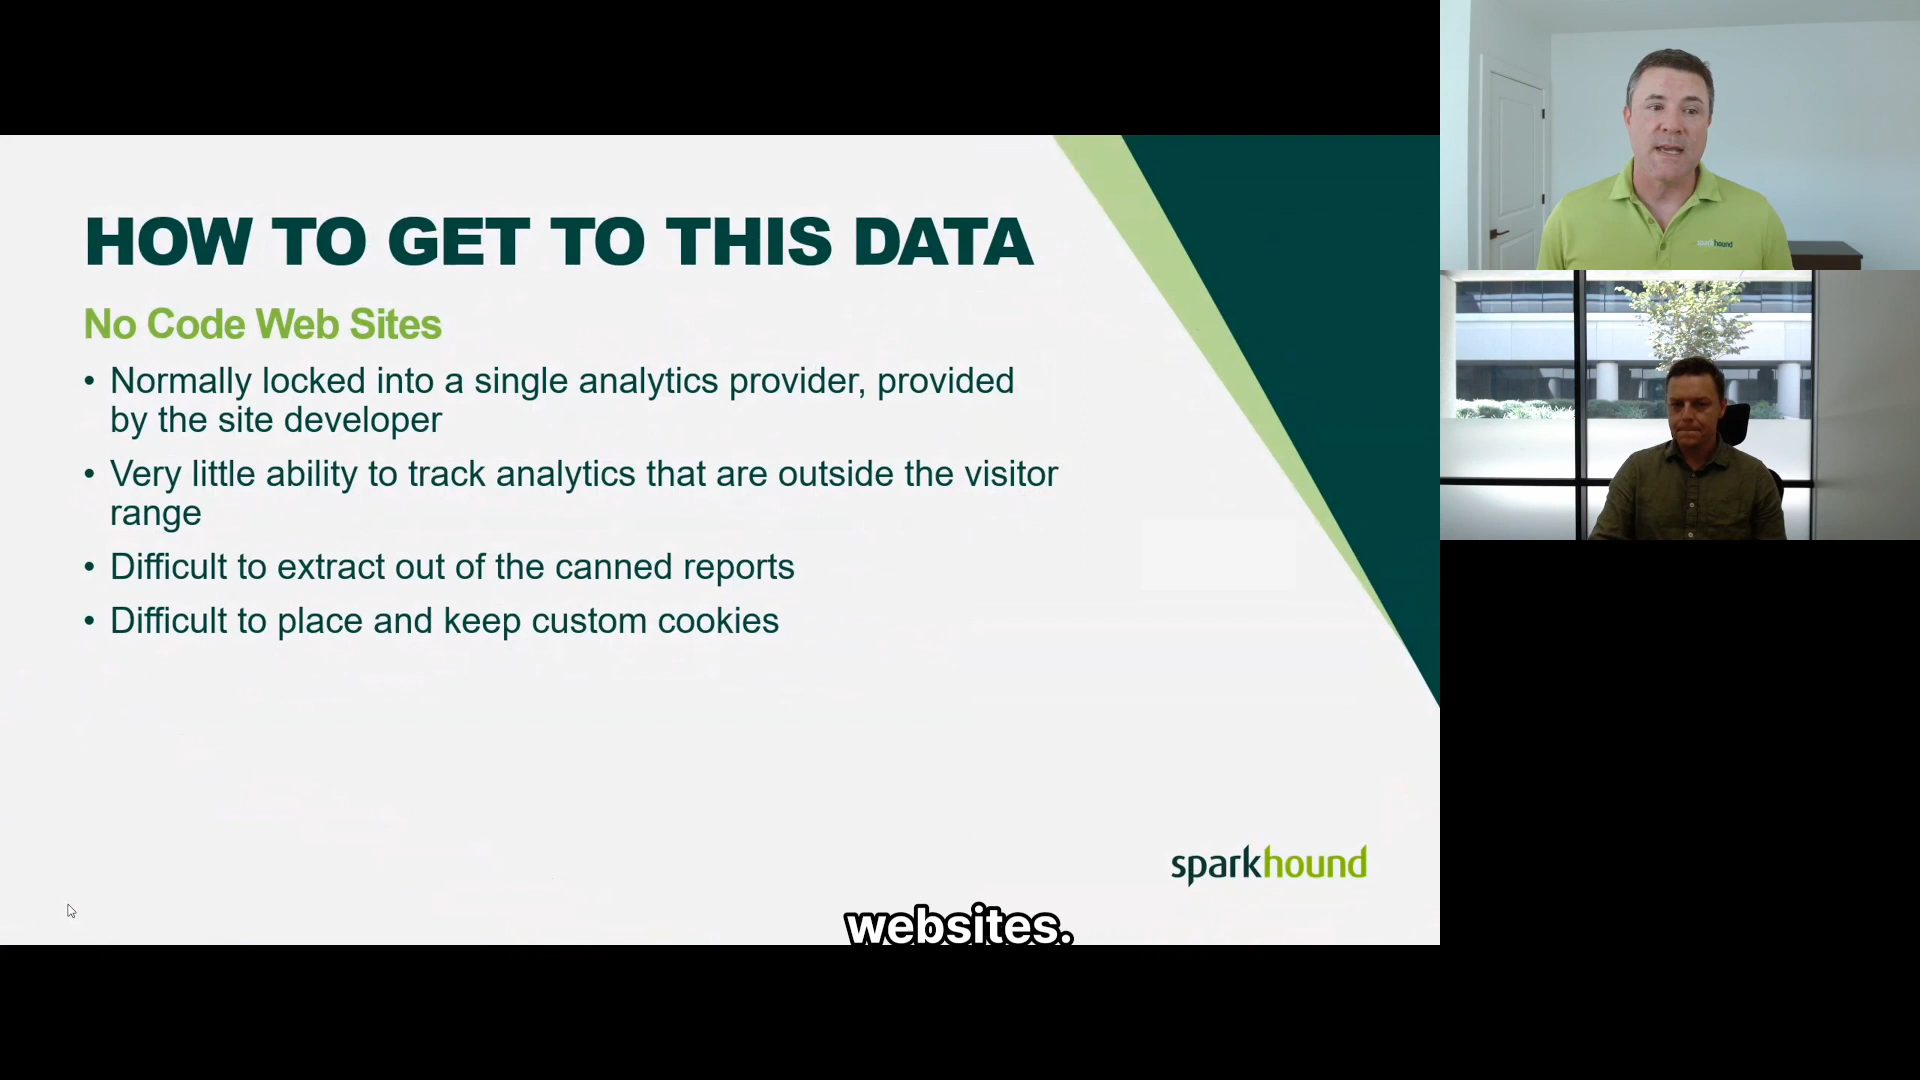 HOW TO GET TO THIS DATA
No Code Web Sites
• Normally locked into a single analytics provider, provided
by the site developer
• Very little ability to track analytics that are outside the visitor
range
• Difficult to extract out of the canned reports
• Difficult to place and keep custom cookies
sparkhound
websites.
sparkhound